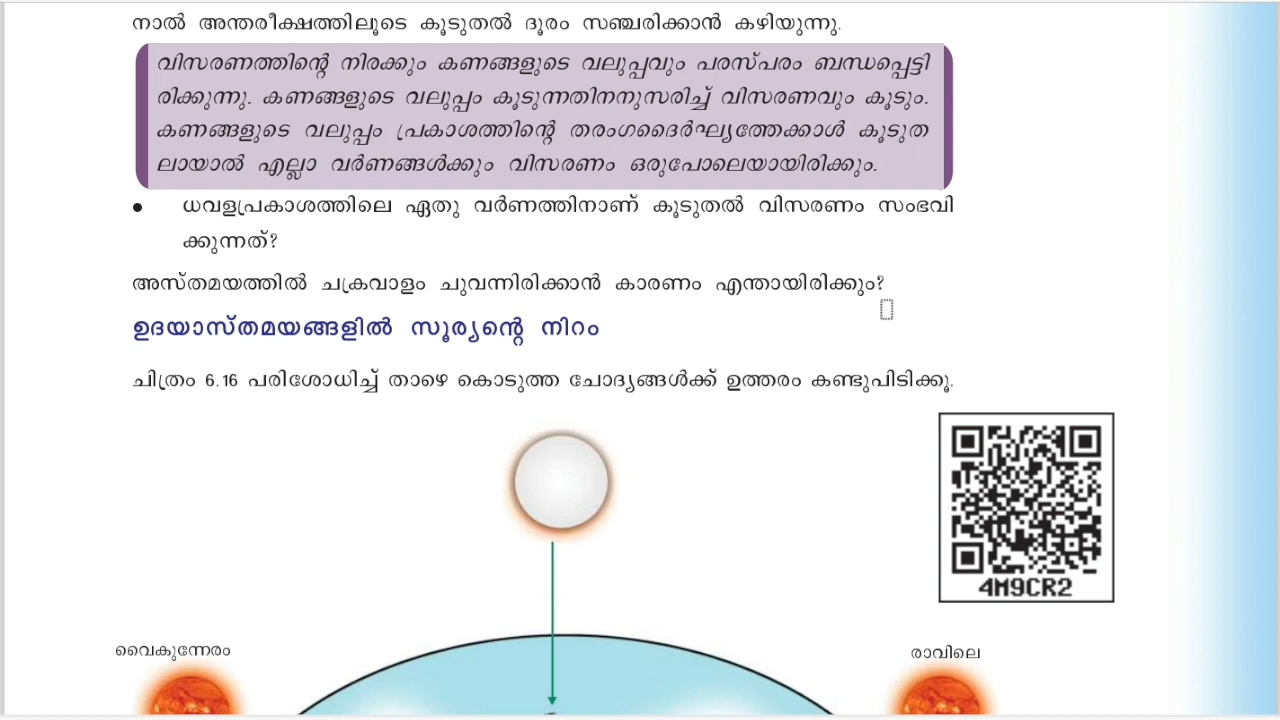 നാൽ അന്തരീക്ഷത്തിലൂടെ കൂടുതൽ ദൂരം സഞ്ചരിക്കാൻ കഴിയുന്നു.
വിസരണത്തിന്റെ നിരക്കും കണങ്ങളുടെ വലുപ്പവും പരസ്പരം ബന്ധപ്പെട്ടി
രിക്കുന്നു. കണങ്ങളുടെ വലുപ്പം കൂടുന്നതിനനുസരിച്ച് വിസരണവും കൂടും.
കണങ്ങളുടെ വലുപ്പം പ്രകാശത്തിന്റെ തരംഗദൈർഘ്യത്തേക്കാൾ കൂടുത
ലായാൽ എല്ലാ വർണങ്ങൾക്കും വിസരണം ഒരുപോലെയായിരിക്കും.
• ധവളപ്രകാശത്തിലെ ഏതു വർണത്തിനാണ് കൂടുതൽ വിസരണം സംഭവി
ക്കുന്നത്?
അസ്തമയത്തിൽ ചക്രവാളം ചുവന്നിരിക്കാൻ കാരണം എന്തായിരിക്കും?
ഉദയാസ്തമയങ്ങളിൽ സൂര്യന്റെ നിറം
ചിത്രം 6.16 പരിശോധിച്ച് താഴെ കൊടുത്ത ചോദ്യങ്ങൾക്ക് ഉത്തരം കണ്ടുപിടിക്കൂ.
4M9CR2
വൈകുന്നേരം
രാവിലെ